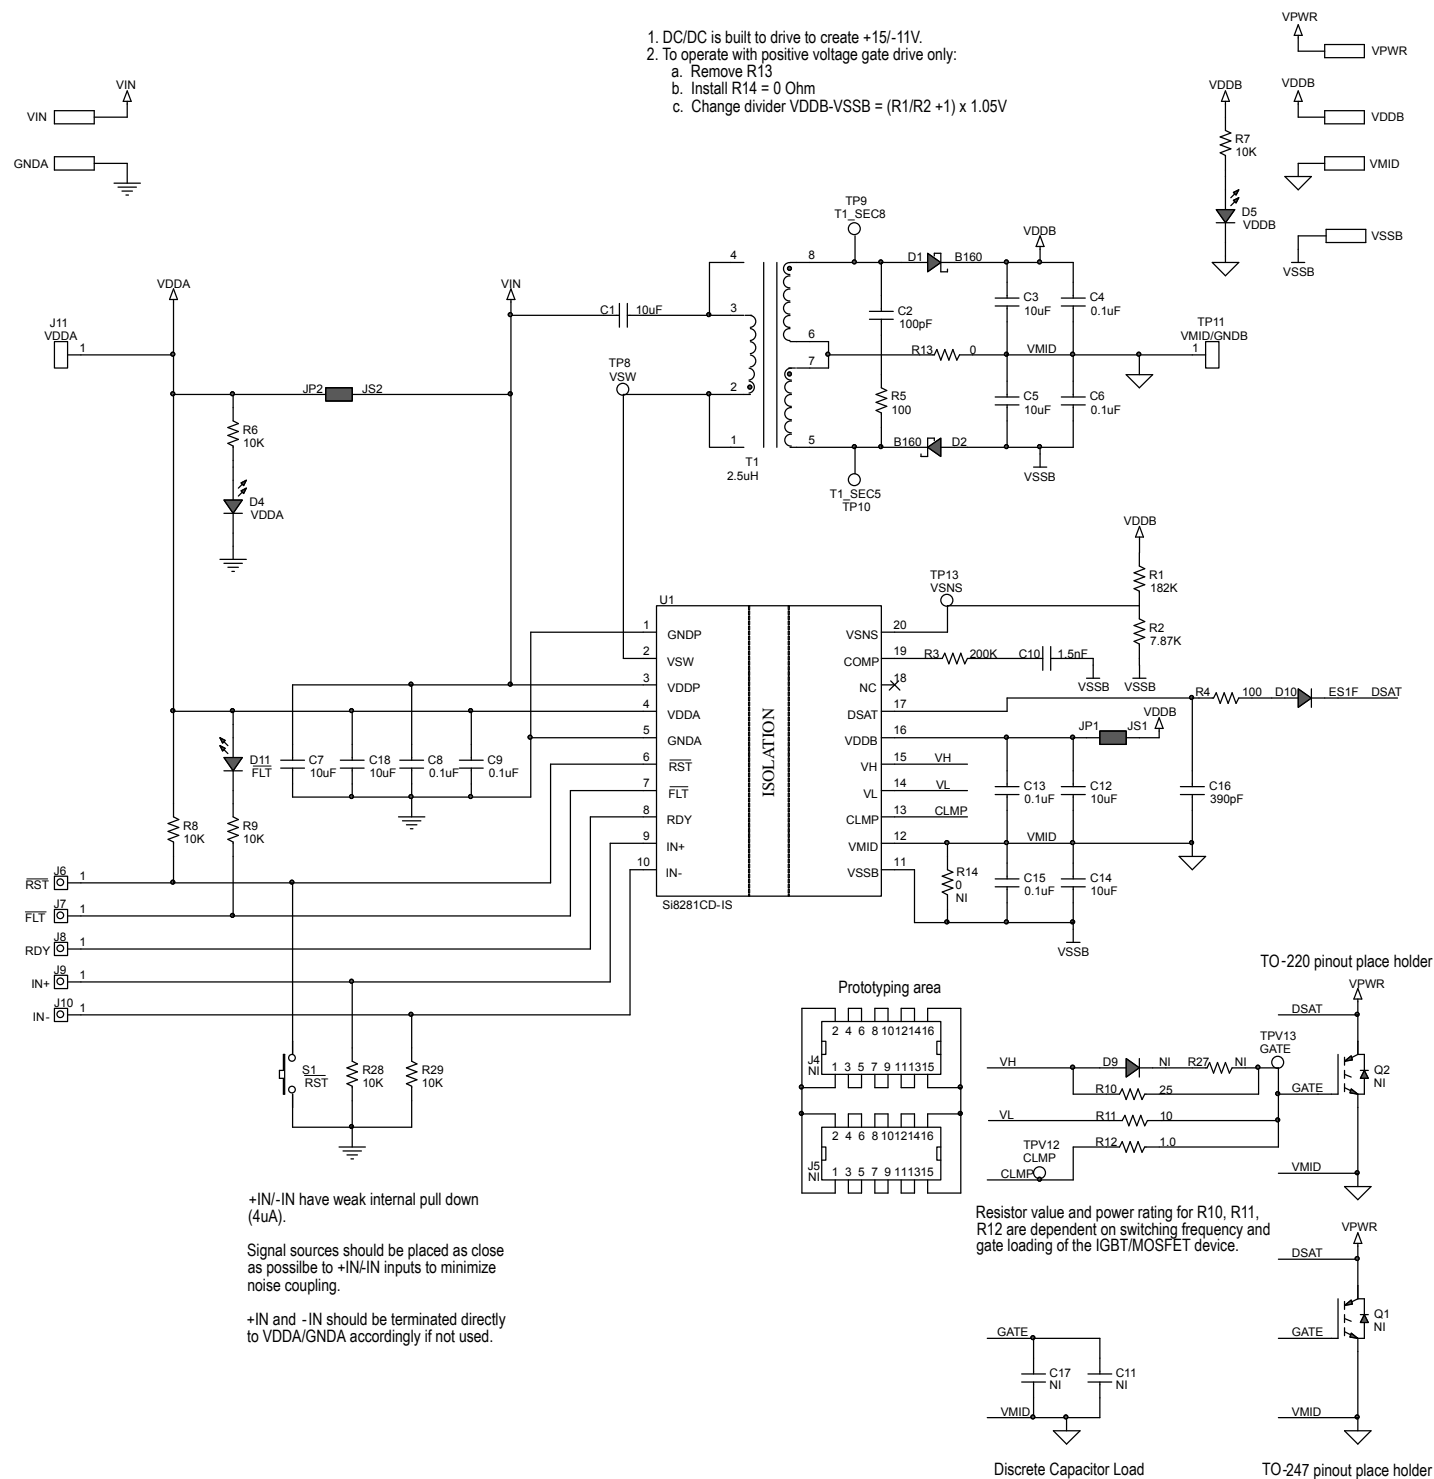 1. DC/DC is built to drive to create +15/-11V.
2. To operate with positive voltage gate drive only:
a. Remove R13
b. Install R14 = 0 Ohm
c. Change divider VDDB-VSSB = (R1/R2 +1) x 1.05V
VIN
VIN
GNDA
VPWR
VPWR
VDDB
VDDB
VDDB
VMID
VSSB
VSSB
R7
10K
D5
VDDB
VDDA
J11
VDDA
1
VIN
C1
10uF
4
3
2
1
T1
2.5uH
TP8
VSW
TP9
T1_SEC8
8
6
7
5
D1
B160
C2
100pF
R13
0
R5
100
B160
D2
T1_SEC5
TP10
VDDB
C3
10uF
C4
0.1uF
VMID
C5
10uF
C6
0.1uF
VSSB
TP11
VMID/GNDB
1
JP2
JS2
R6
10K
D4
VDDA
VDDB
R1
182K
R2
7.87K
VSSB
TP13
VSNS
U1
ISOLATION
Si8281CD-IS
1 GNDP
2 VSW
3 VDDP
4 VDDA
5 GNDA
6 RST
7 FLT
8 RDY
9 IN+
10 IN-
VSNS 20
COMP 19
NC 18
DSAT 17
VDDB 16
VH 15
VL 14
CLMP 13
VMID 12
VSSB 11
R3
200K
C10
1.5nF
VSSB
R4
100
D10
ES1F
DSAT
JP1
JS1
VDDB
VH
VL
CLMP
VMID
C13
0.1uF
C12
10uF
C16
390pF
R14
0
NI
C15
0.1uF
C14
10uF
VSSB
D11
FLT
C7
10uF
C18
10uF
C8
0.1uF
C9
0.1uF
R8
10K
R9
10K
RST
J6
1
FLT
J7
1
RDY
J8
1
IN+
J9
1
IN-
J10
1
S1
RST
R28
10K
R29
10K
+IN/-IN have weak internal pull down
(4uA).
Signal sources should be placed as close
as possilbe to +IN/-IN inputs to minimize
noise coupling.
+IN and -IN should be terminated directly
to VDDA/GNDA accordingly if not used.
Prototyping area
2 4 6 8 10 12 14 16
J4
NI
1 3 5 7 9 11 13 15
2 4 6 8 10 12 14 16
J5
NI
1 3 5 7 9 11 13 15
VH
D9
NI
R27
NI
TPV13
GATE
R10
25
VL
R11
10
TPV12
CLMP
R12
1.0
CLMP
Resistor value and power rating for R10, R11,
R12 are dependent on switching frequency and
gate loading of the IGBT/MOSFET device.
TO-220 pinout place holder
VPWR
DSAT
GATE
Q2
NI
VMID
VPWR
DSAT
GATE
Q1
NI
VMID
TO-247 pinout place holder
GATE
C17
NI
C11
NI
VMID
Discrete Capacitor Load